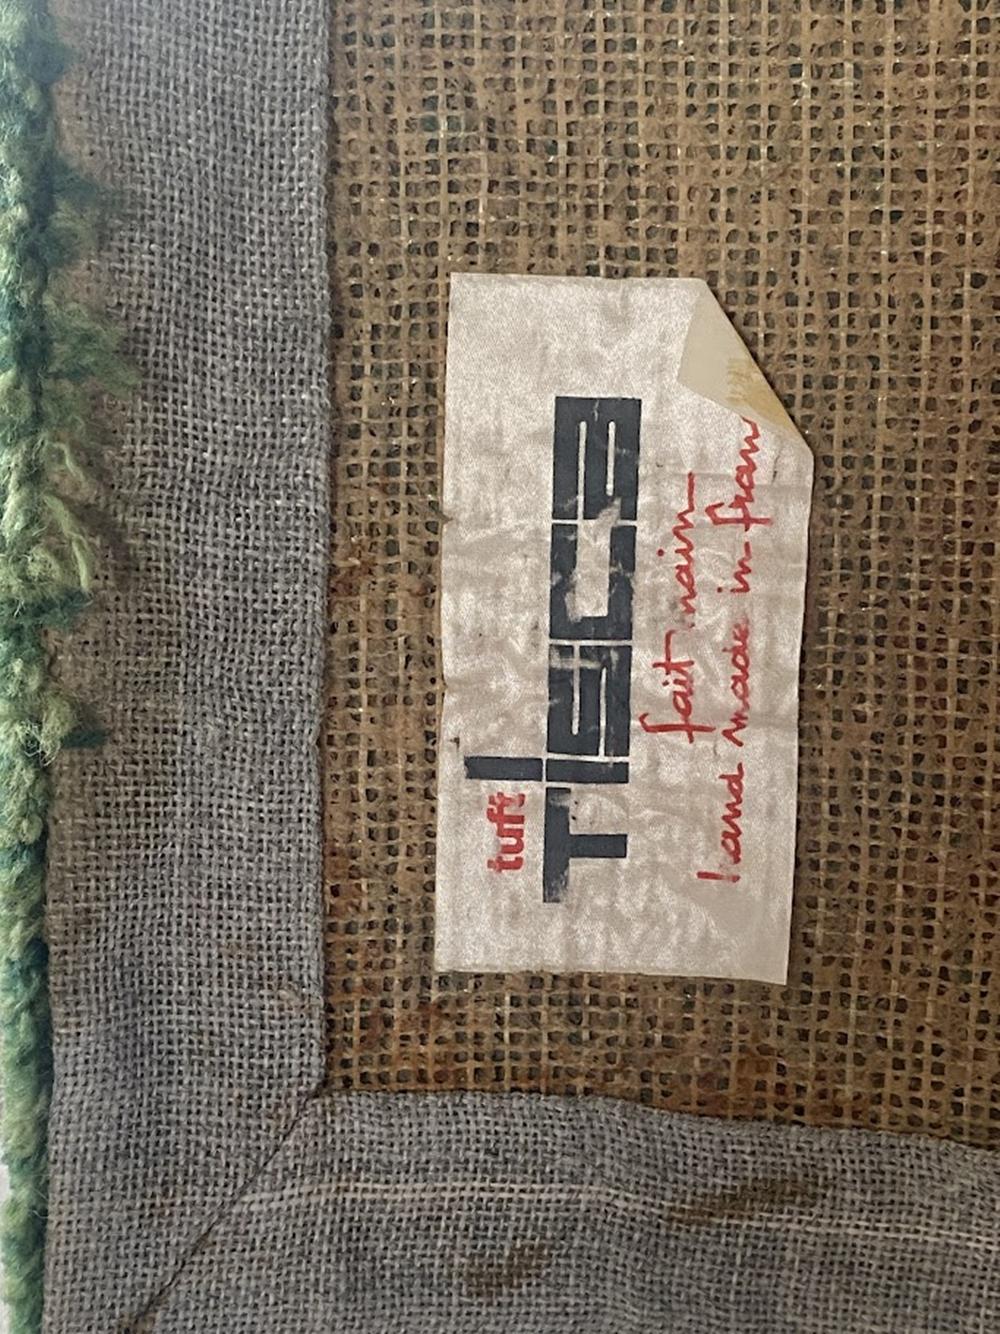 tuft
TISCA
fait main
hand made in fran